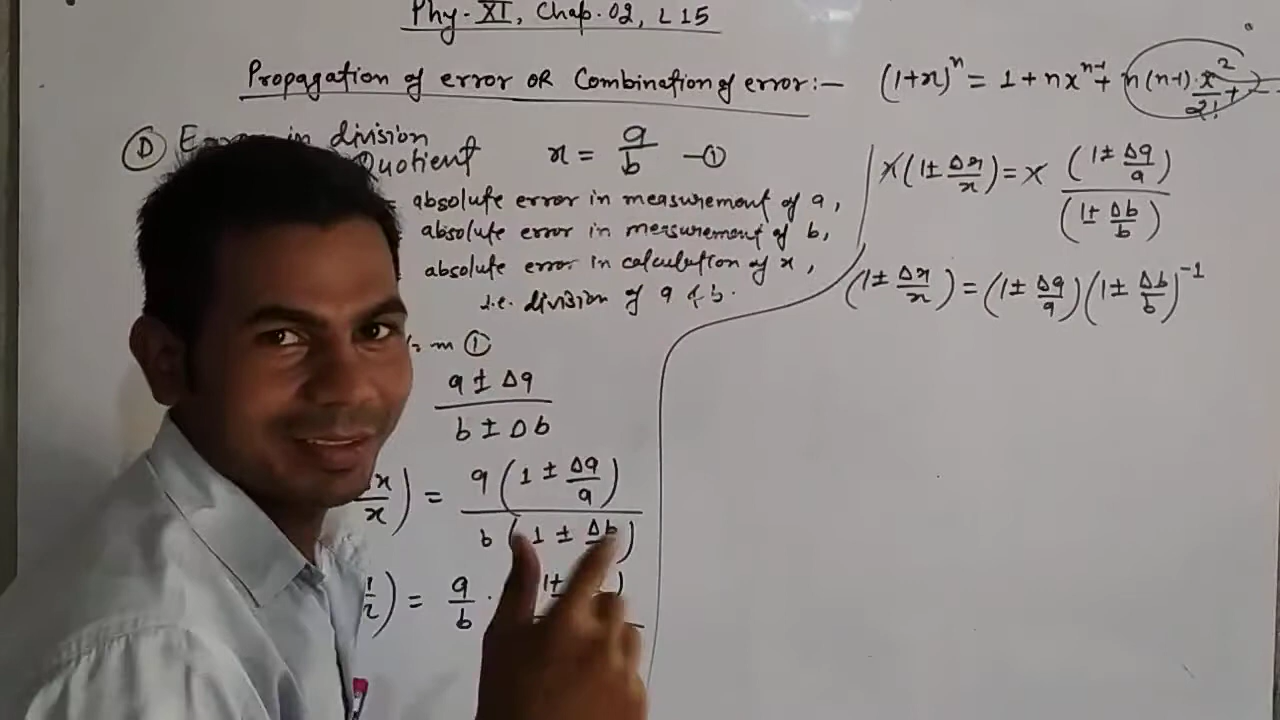 Phy-XI, Chap.02, L15
Propagation of error OR Combination of error:-
(1+x)ⁿ = 1 + nxⁿ⁻¹ + n(n-1)·x²/2! + --
D Error in division
Quotient
x = a/b -①
= absolute error in measurement of a,
absolute error in measurement of b,
absolute error in calculation of x,
i.e. division of a & b.
m ①
a ± Δa / b ± Δb
x/x) = a(1 ± Δa/a) / b(1 ± Δb
) = a/b · 1±
x(1 ± Δx/x) = x (1 ± Δa/a) / (1 ± Δb/b)
(1 ± Δx/x) = (1 ± Δa/a)(1 ± Δb/b)⁻¹